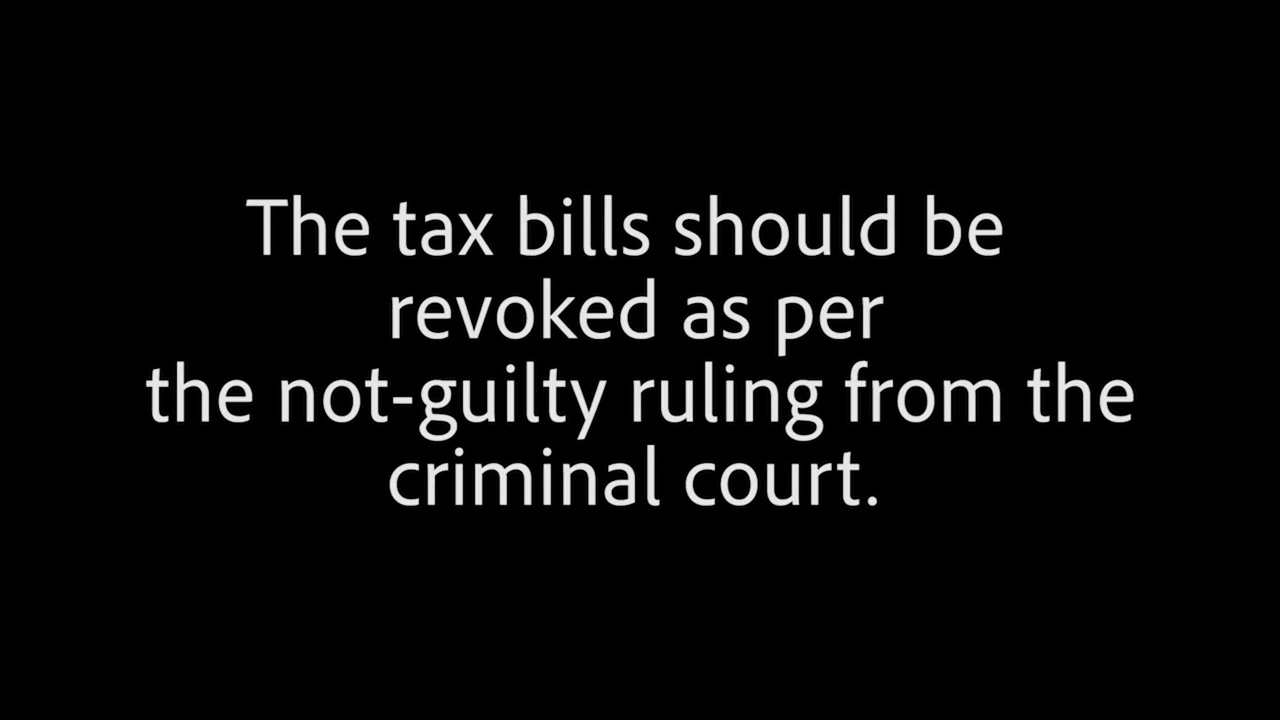 The tax bills should be
revoked as per
the not-guilty ruling from the
criminal court.